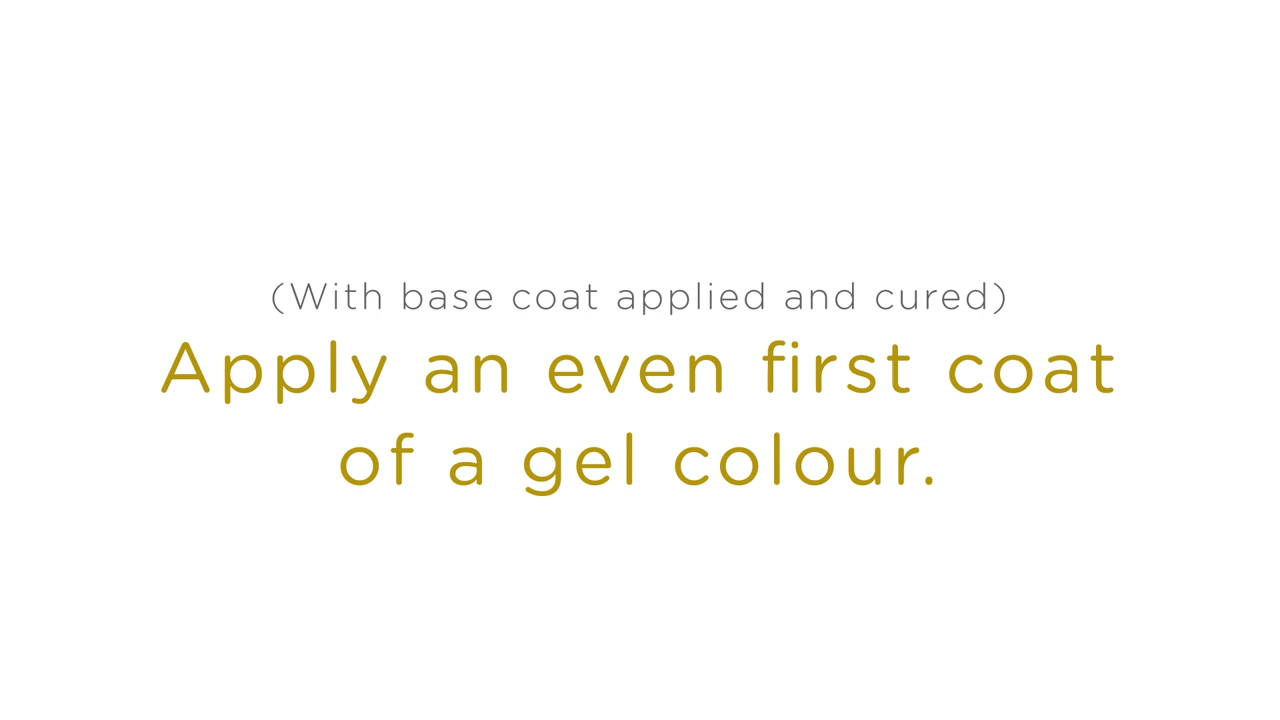 (With base coat applied and cured)
Apply an even first coat
of a gel colour.